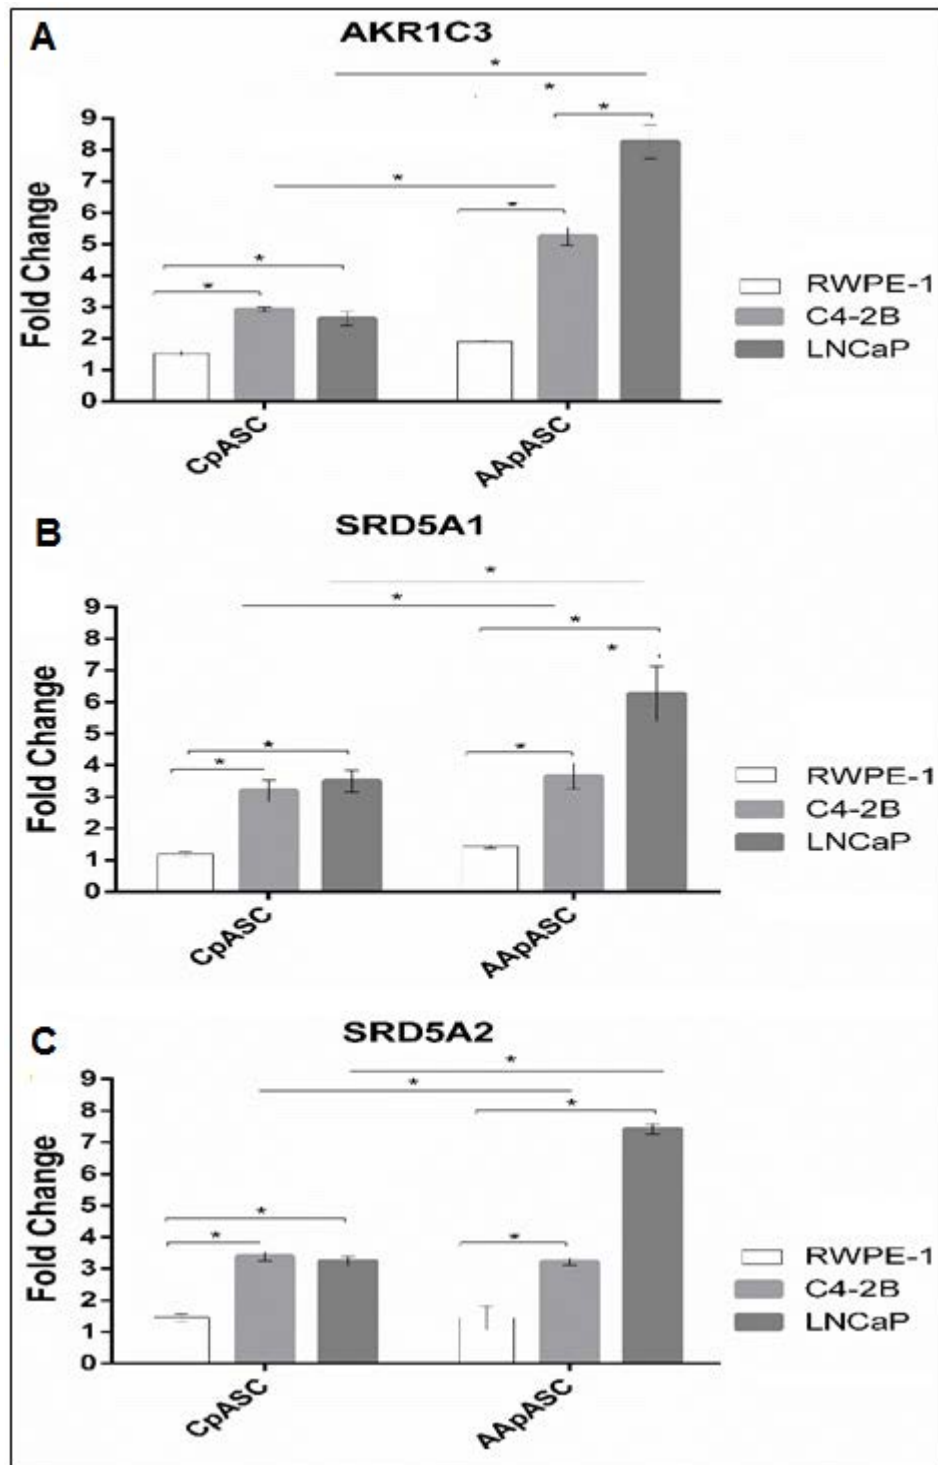 A
AKR1C3
*
*
*
9
8
7
6
5
4
3
2
1
0
Fold Change
*
*
*
*
RWPE-1
C4-2B
LNCaP
CpASC
AApASC
B
SRD5A1
*
*
9
8
7
6
5
4
3
2
1
0
Fold Change
*
*
*
*
*
RWPE-1
C4-2B
LNCaP
CpASC
AApASC
C
SRD5A2
*
*
*
9
8
7
6
5
4
3
2
1
0
Fold Change
*
*
*
RWPE-1
C4-2B
LNCaP
CpASC
AApASC